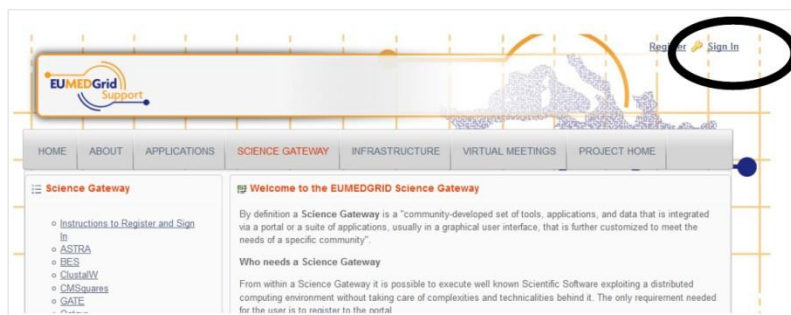 Register Sign In
EUMEDGrid
Support
HOME ABOUT APPLICATIONS SCIENCE GATEWAY INFRASTRUCTURE VIRTUAL MEETINGS PROJECT HOME
Science Gateway
Instructions to Register and Sign
In
ASTRA
BES
ClustalW
CMSquares
GATE
Welcome to the EUMEDGRID Science Gateway
By definition a Science Gateway is a "community-developed set of tools, applications, and data that is integrated
via a portal or a suite of applications, usually in a graphical user interface, that is further customized to meet the
needs of a specific community".
Who needs a Science Gateway
From within a Science Gateway it is possible to execute well known Scientific Software exploiting a distributed
computing environment without taking care of complexities and technicalities behind it. The only requirement needed
for the user is to register to the portal